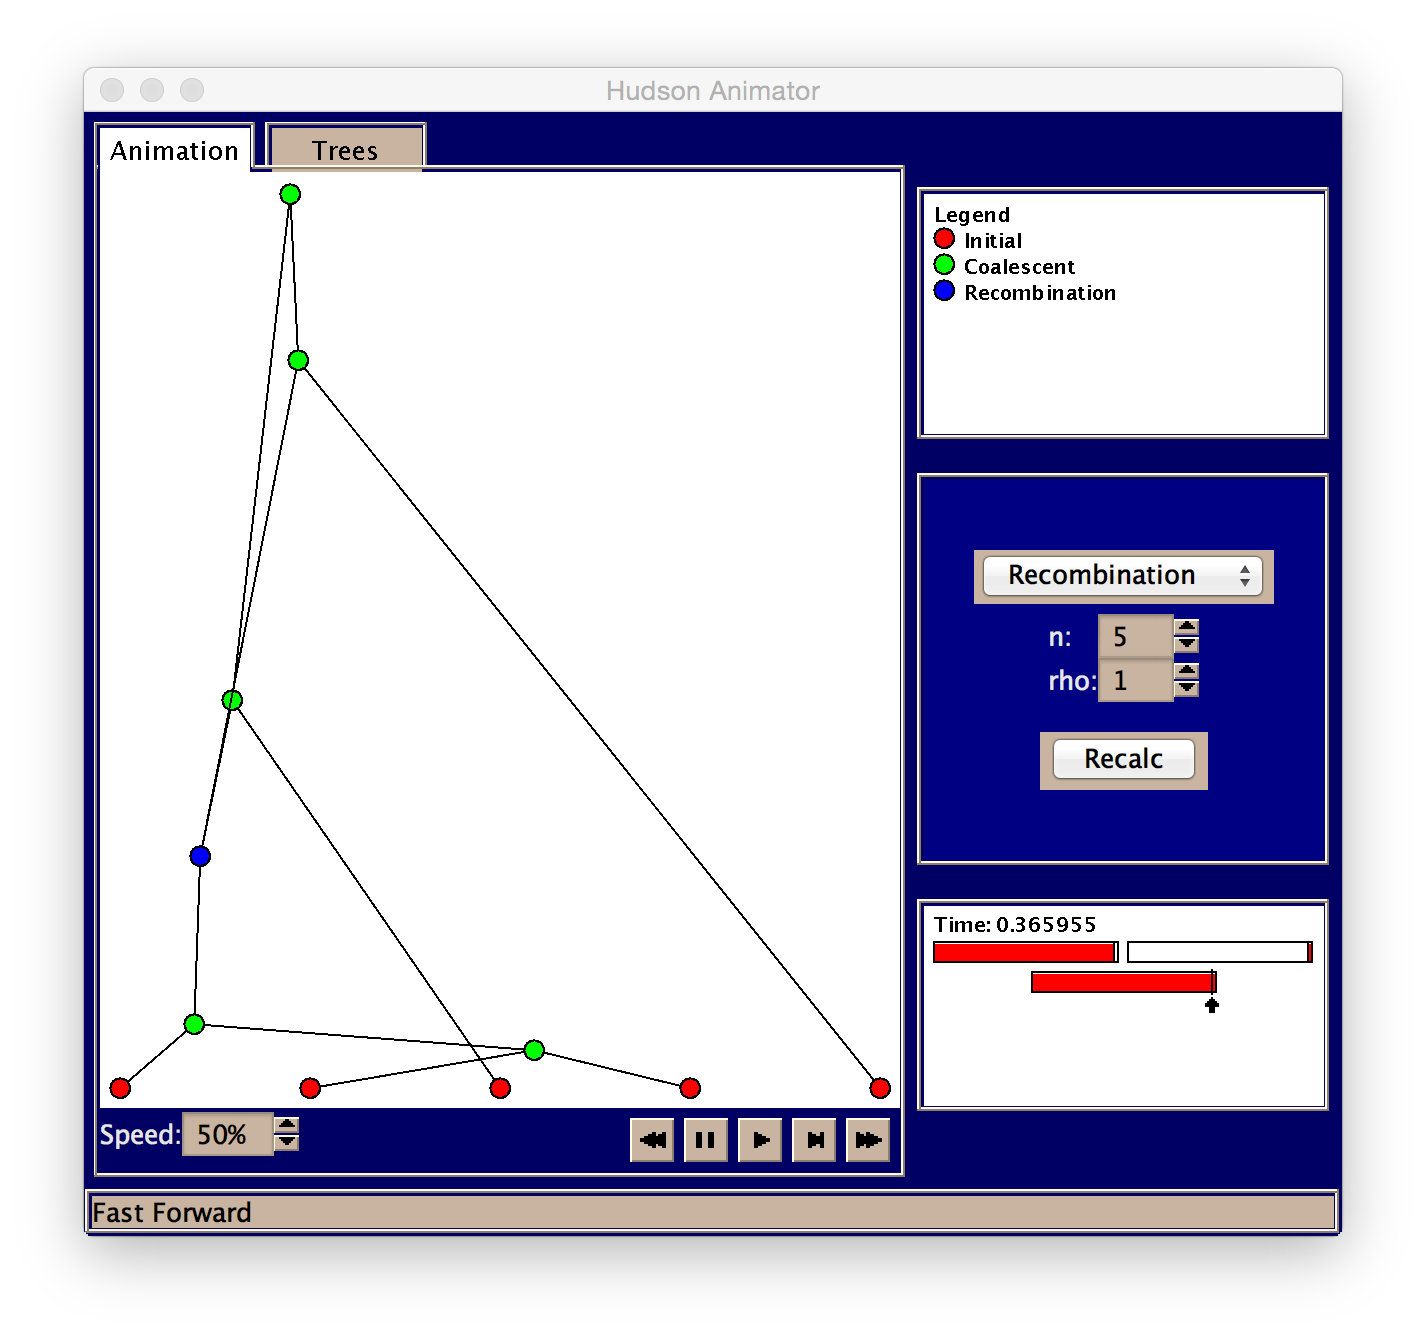 Hudson Animator
Animation
Trees
Legend
Initial
Coalescent
Recombination
Recombination
n: 5
rho: 1
Recalc
Time: 0.365955
Speed: 50%
Fast Forward